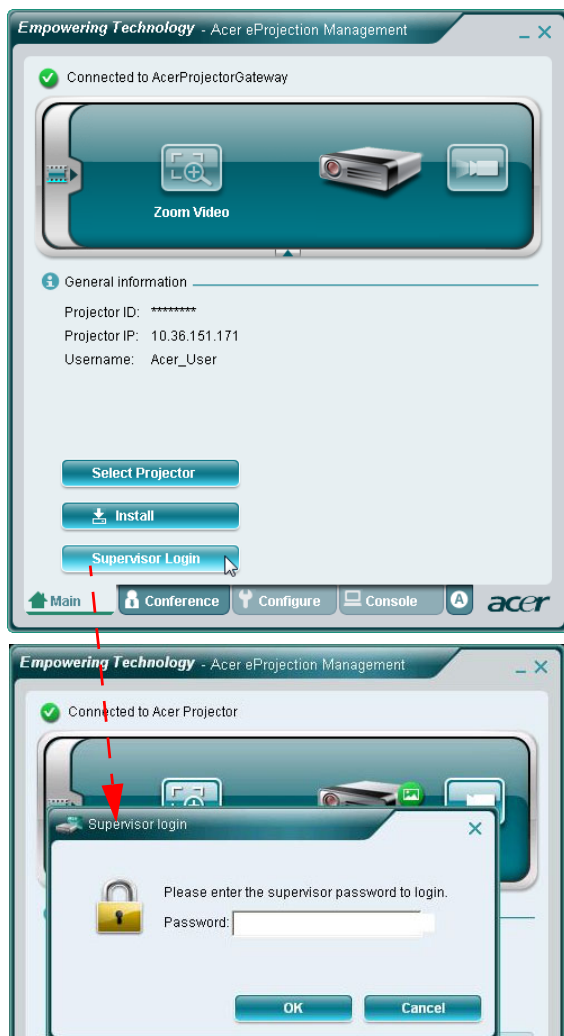 Empowering Technology - Acer eProjection Management
Connected to AcerProjectorGateway
Zoom Video
General information
Projector ID: ********
Projector IP: 10.36.151.171
Username: Acer_User
Select Projector
Install
Supervisor Login
Main Conference Configure Console A acer
Empowering Technology - Acer eProjection Management
Connected to Acer Projector
Supervisor login
Please enter the supervisor password to login.
Password:
OK Cancel